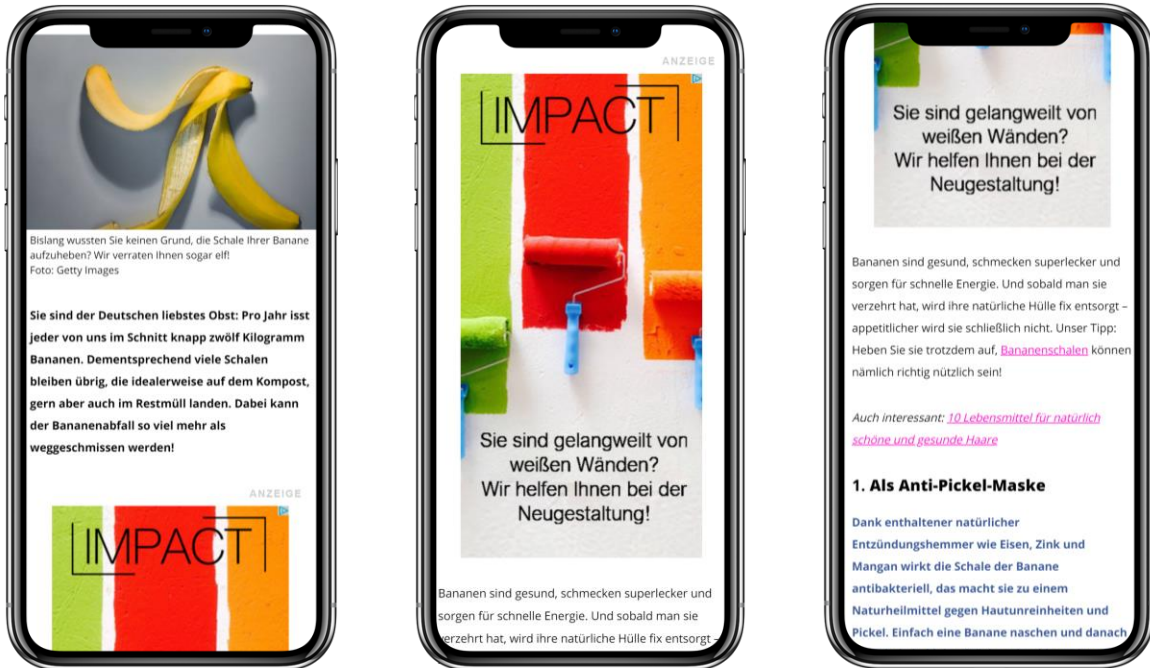 Bislang wussten Sie keinen Grund, die Schale Ihrer Banane
aufzuheben? Wir verraten Ihnen sogar elf!
Foto: Getty Images
Sie sind der Deutschen liebstes Obst: Pro Jahr isst
jeder von uns im Schnitt knapp zwölf Kilogramm
Bananen. Dementsprechend viele Schalen
bleiben übrig, die idealerweise auf dem Kompost,
gern aber auch im Restmüll landen. Dabei kann
der Bananenabfall so viel mehr als
weggeschmissen werden!
ANZEIGE
IMPACT
ANZEIGE
IMPACT
Sie sind gelangweilt von
weißen Wänden?
Wir helfen Ihnen bei der
Neugestaltung!
Bananen sind gesund, schmecken superlecker und
sorgen für schnelle Energie. Und sobald man sie
verzehrt hat, wird ihre natürliche Hülle fix entsorgt –
Sie sind gelangweilt von
weißen Wänden?
Wir helfen Ihnen bei der
Neugestaltung!
Bananen sind gesund, schmecken superlecker und
sorgen für schnelle Energie. Und sobald man sie
verzehrt hat, wird ihre natürliche Hülle fix entsorgt –
appetitlicher wird sie schließlich nicht. Unser Tipp:
Heben Sie sie trotzdem auf, Bananenschalen können
nämlich richtig nützlich sein!
Auch interessant: 10 Lebensmittel für natürlich
schöne und gesunde Haare
1. Als Anti-Pickel-Maske
Dank enthaltener natürlicher
Entzündungshemmer wie Eisen, Zink und
Mangan wirkt die Schale der Banane
antibakteriell, das macht sie zu einem
Naturheilmittel gegen Hautunreinheiten und
Pickel. Einfach eine Banane naschen und danach